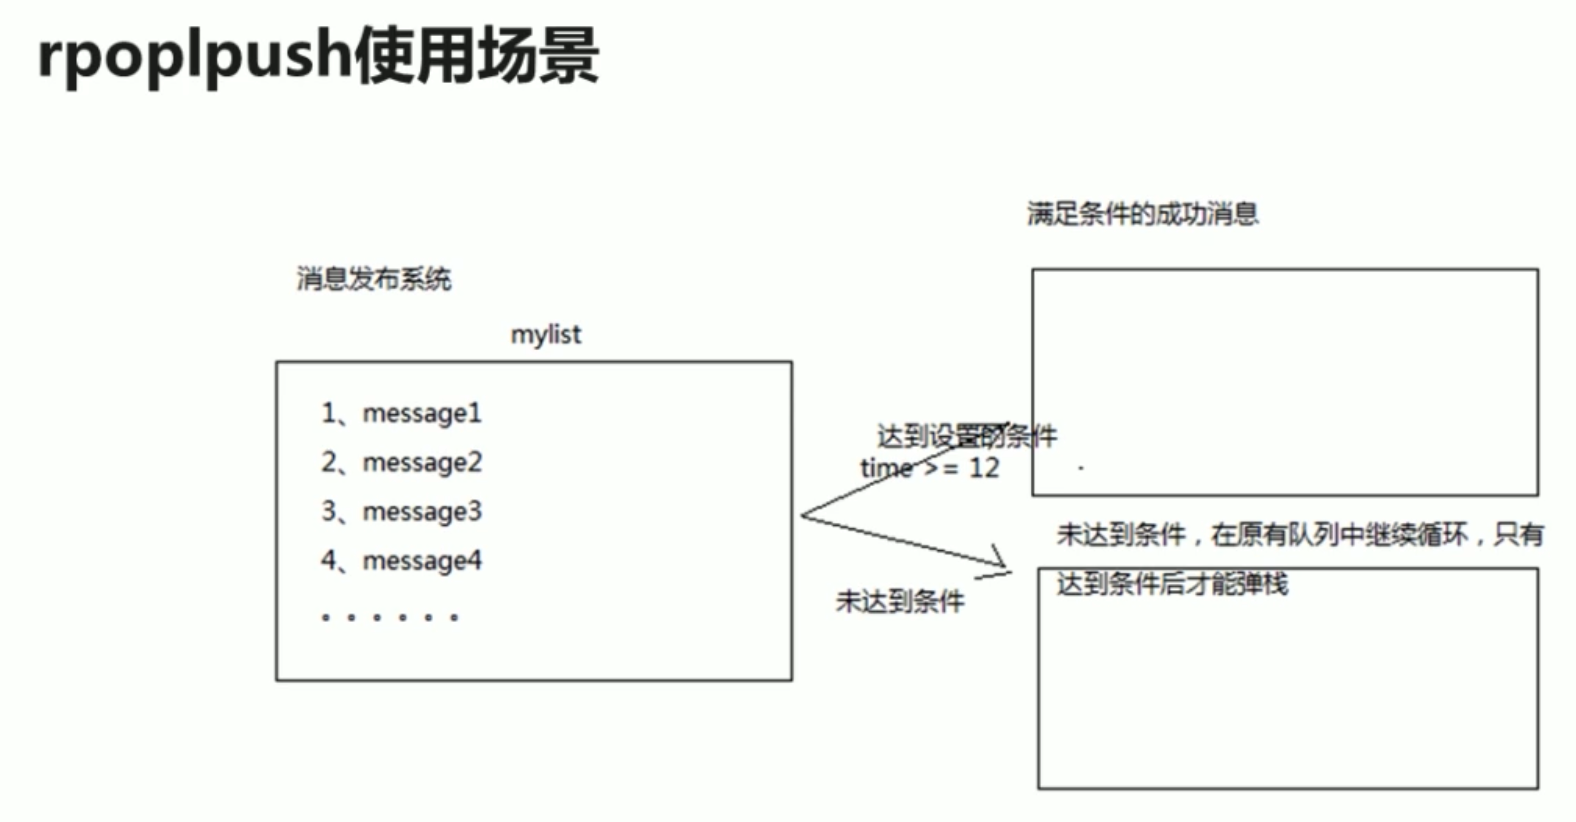 rpoplpush使用场景
满足条件的成功消息
消息发布系统
mylist
1、message1
2、message2
3、message3
4、message4
。。。。。。
达到设置的条件
time >= 12
未达到条件，在原有队列中继续循环，只有
达到条件后才能弹栈
未达到条件